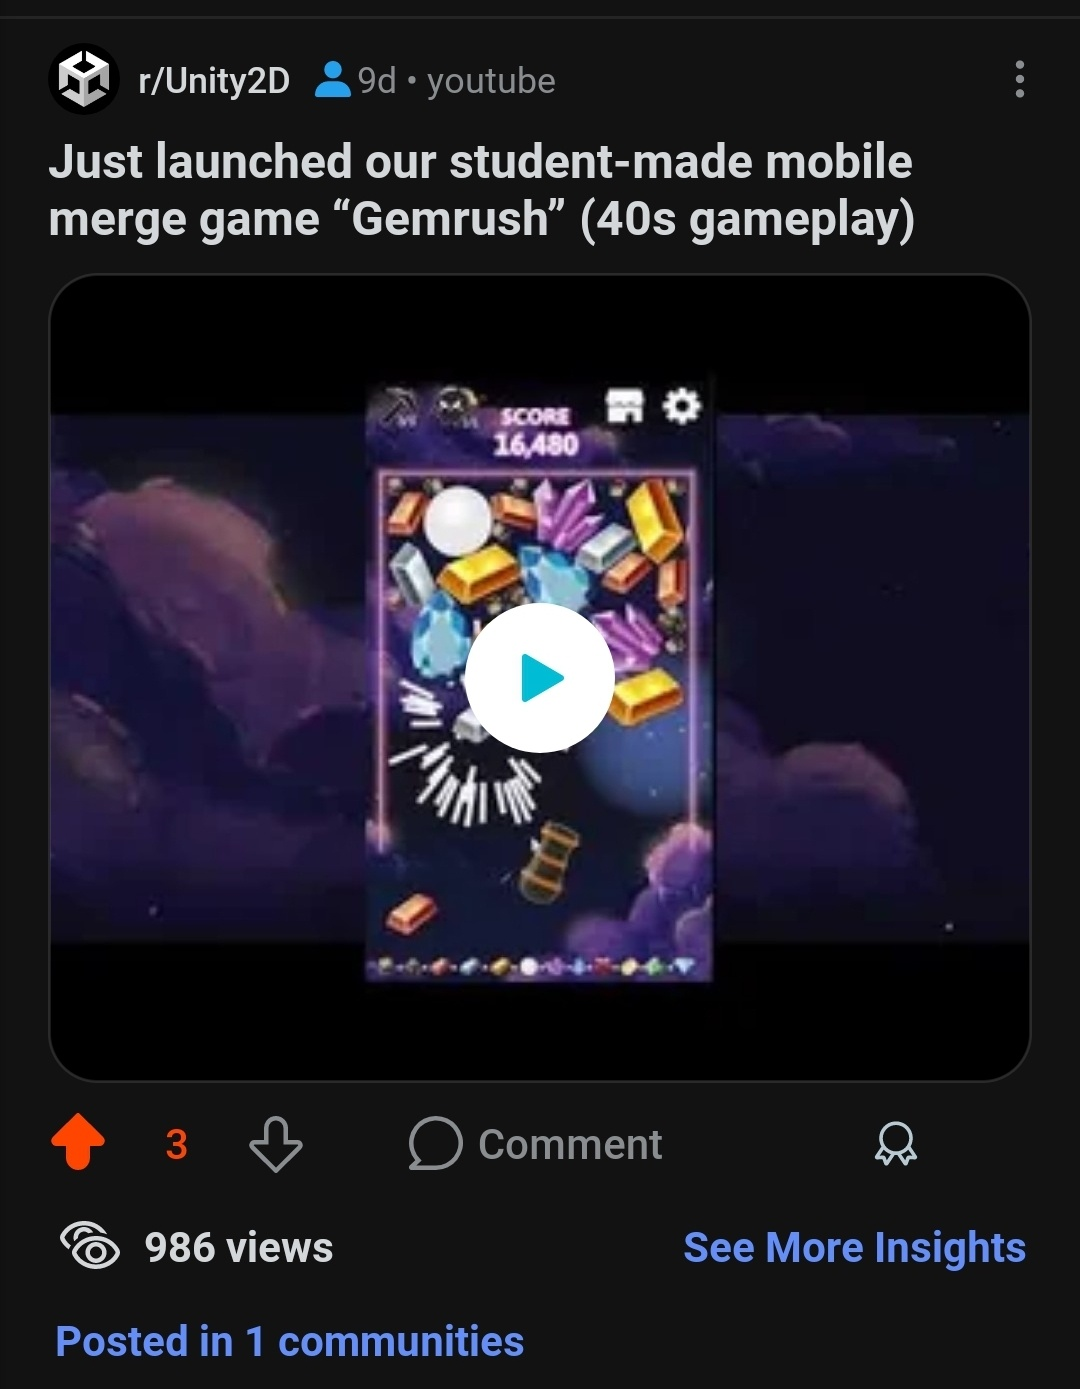 r/Unity2D 9d • youtube
Just launched our student-made mobile
merge game “Gemrush” (40s gameplay)
SCORE
16,480
3 Comment
986 views See More Insights
Posted in 1 communities